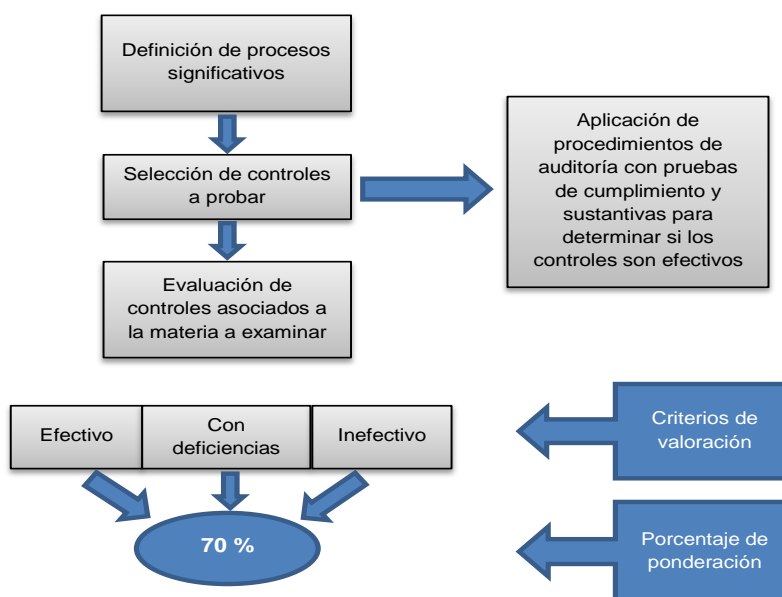 Definición de procesos
significativos
Selección de controles
a probar
Aplicación de
procedimientos de
auditoría con pruebas
de cumplimiento y
sustantivas para
determinar si los
controles son efectivos
Evaluación de
controles asociados a
la materia a examinar
Efectivo
Con
deficiencias
Inefectivo
Criterios de
valoración
70 %
Porcentaje de
ponderación